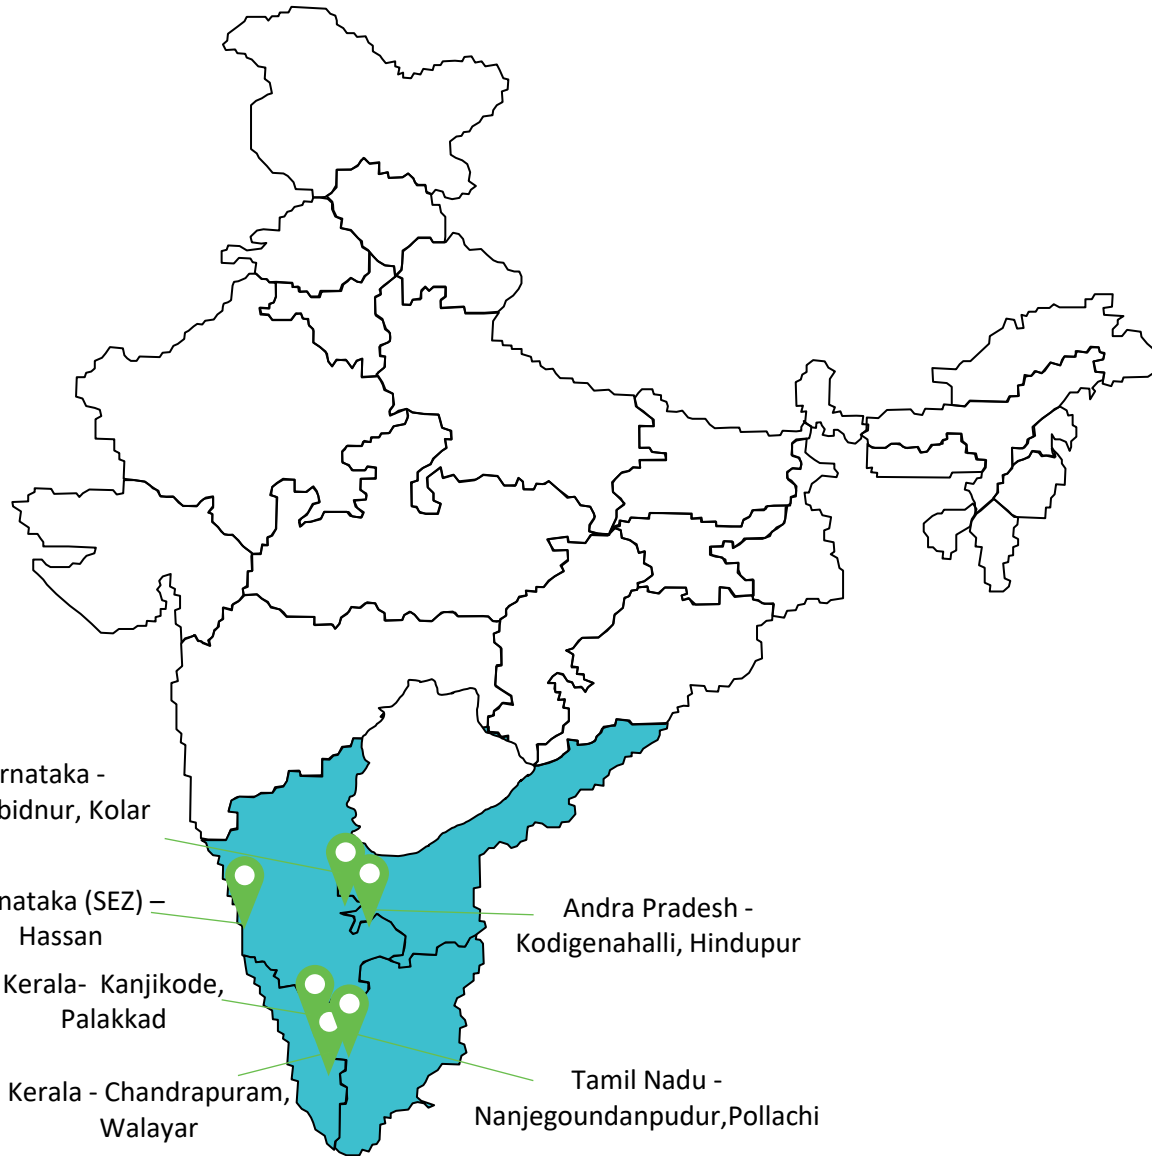 rnataka -
bidnur, Kolar
nataka (SEZ) –
Hassan
Andra Pradesh -
Kodigenahalli, Hindupur
Kerala- Kanjikode,
Palakkad
Kerala - Chandrapuram,
Walayar
Tamil Nadu -
Nanjegoundanpudur,Pollachi